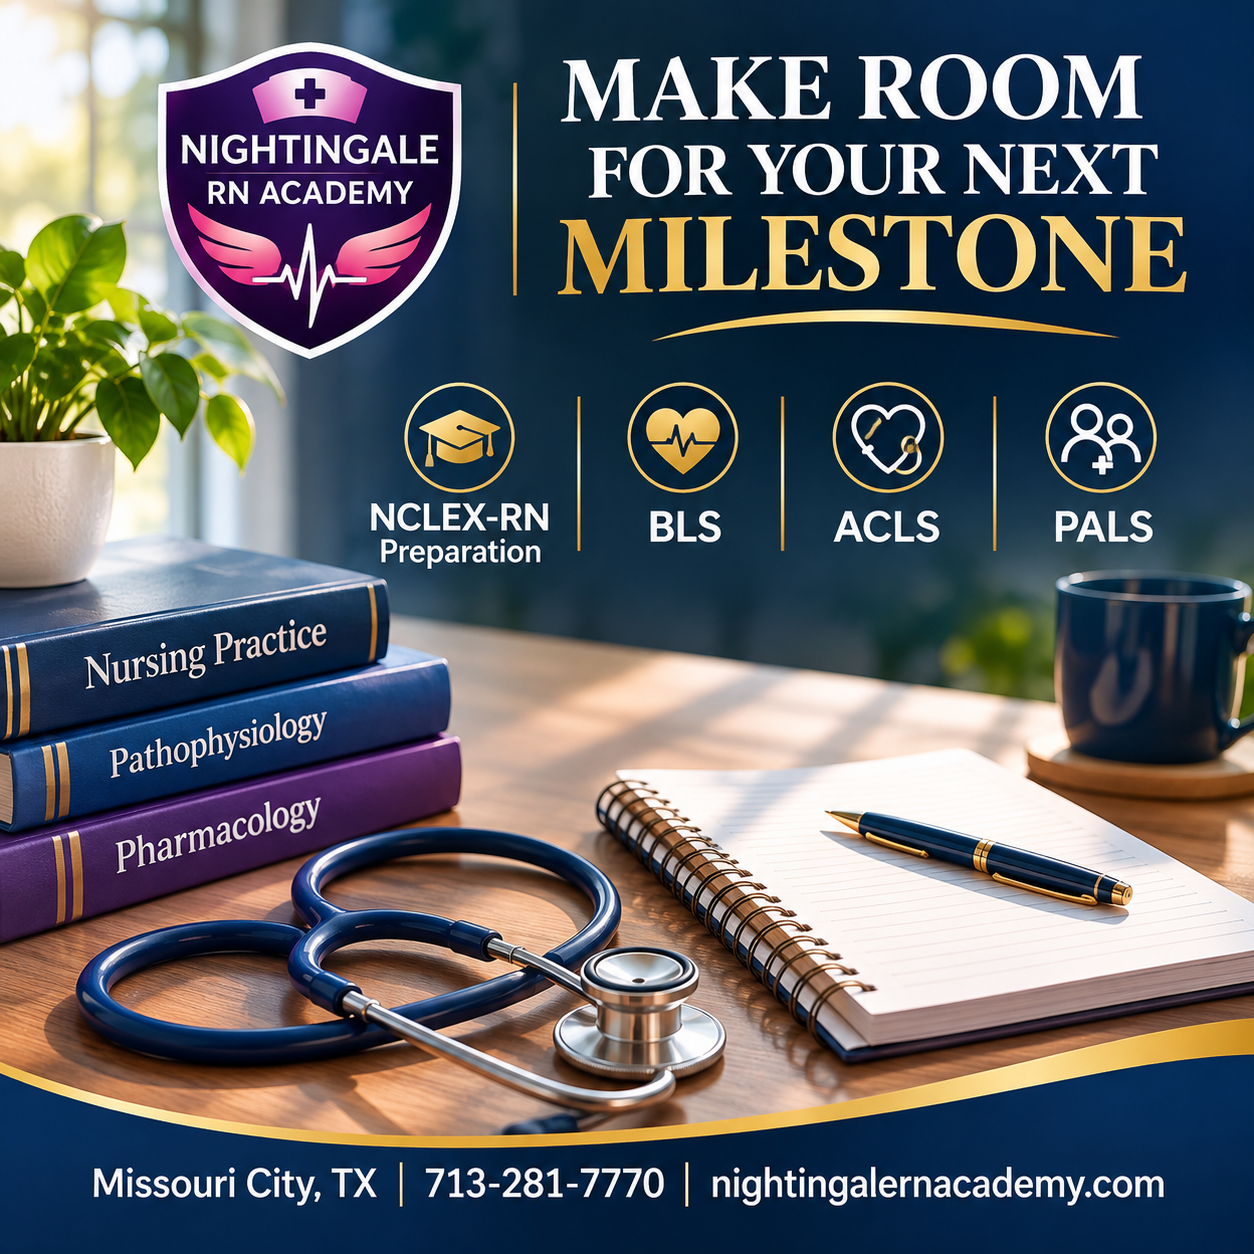 NIGHTINGALE
RN ACADEMY
MAKE ROOM
FOR YOUR NEXT
MILESTONE
NCLEX-RN
Preparation
BLS
ACLS
PALS
Nursing Practice
Pathophysiology
Pharmacology
Missouri City, TX | 713-281-7770 | nightingalernacademy.com